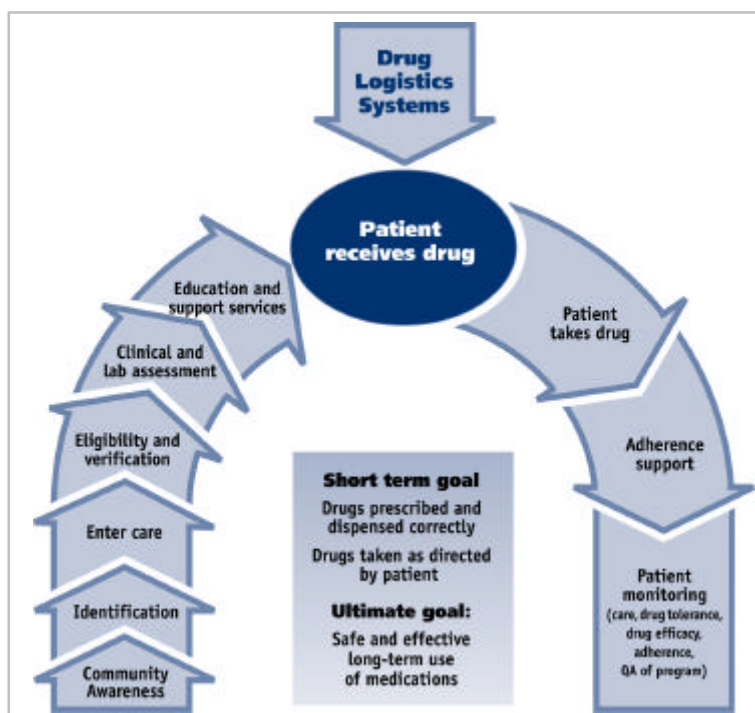 Drug
Logistics
Systems
Patient
receives drug
Education and
support services
Clinical and
lab assessment
Eligibility and
verification
Enter care
Identification
Community
Awareness
Patient
takes drug
Adherence
support
Patient
monitoring
(care, drug tolerance,
drug efficacy,
adherence,
QA of program)
Short term goal
Drugs prescribed and
dispensed correctly
Drugs taken as directed
by patient
Ultimate goal:
Safe and effective
long-term use
of medications